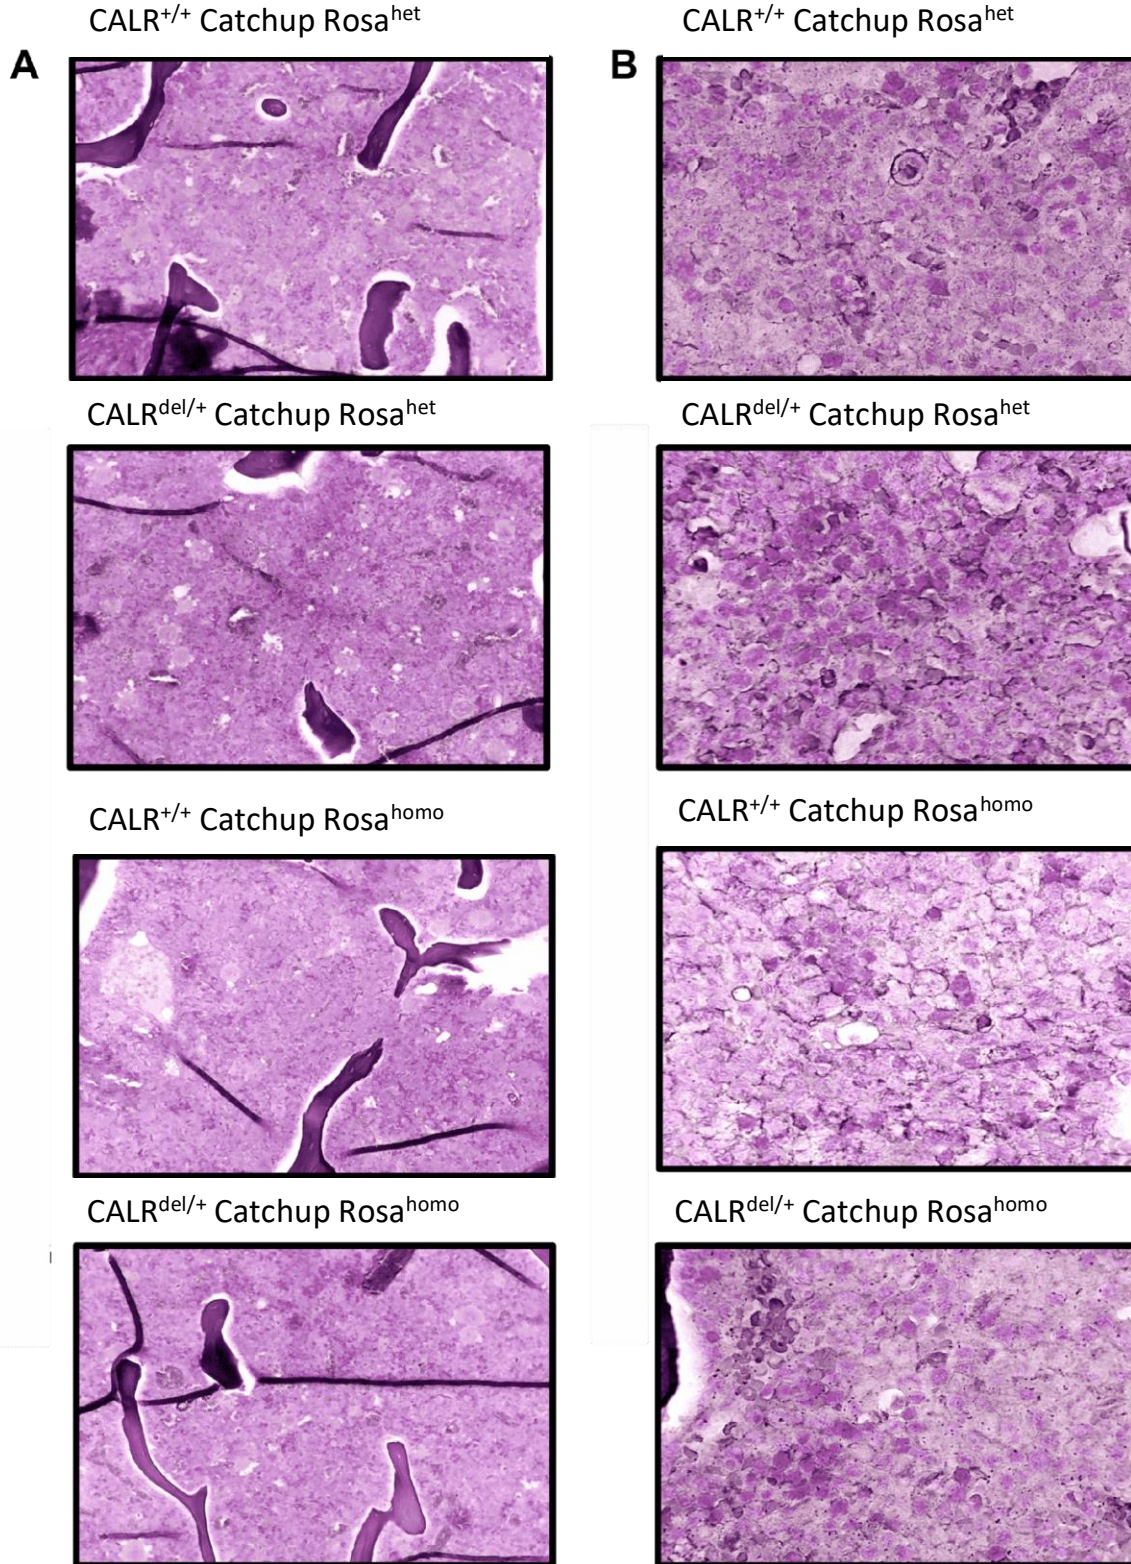 CALR+/+ Catchup Rosahet
CALR+/+ Catchup Rosahet
A
B
CALRdel/+ Catchup Rosahet
CALRdel/+ Catchup Rosahet
CALR+/+ Catchup Rosahomo
CALR+/+ Catchup Rosahomo
CALRdel/+ Catchup Rosahomo
CALRdel/+ Catchup Rosahomo